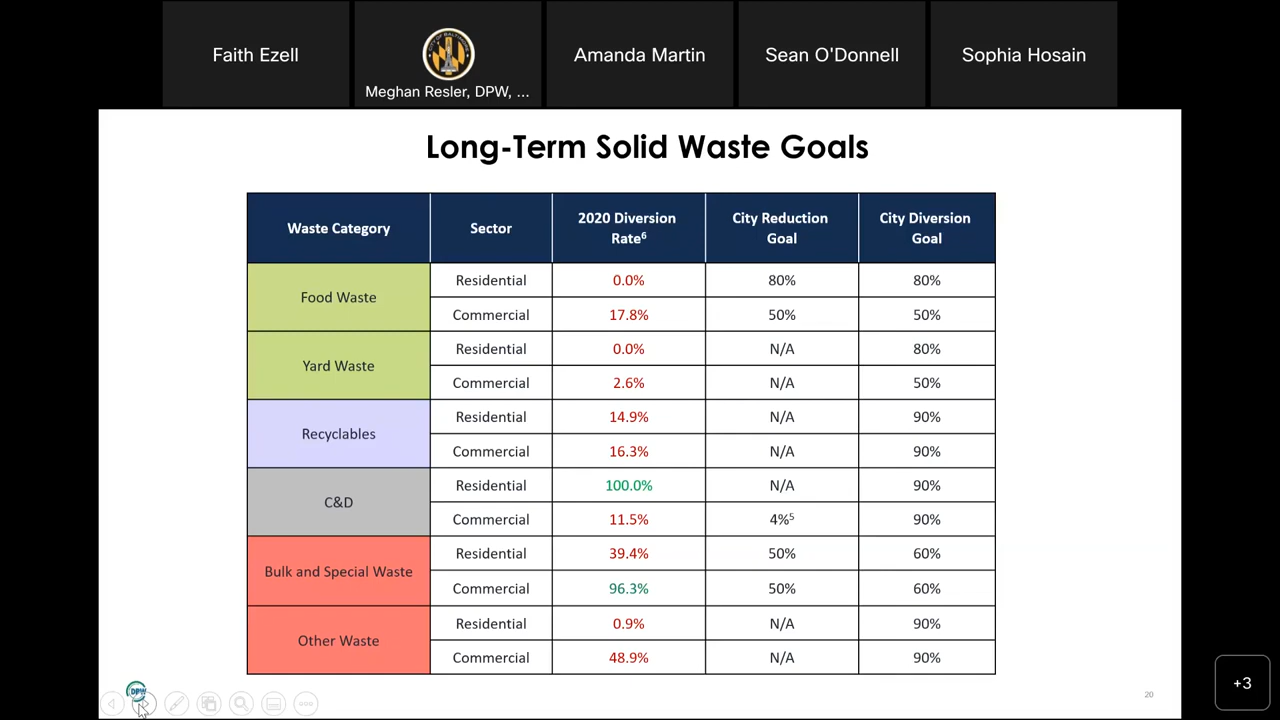 Faith Ezell
Meghan Resler, DPW, ...
Amanda Martin
Sean O'Donnell
Sophia Hosain
Long-Term Solid Waste Goals
Waste Category Sector 2020 Diversion Rate6 City Reduction Goal City Diversion Goal
Food Waste Residential 0.0% 80% 80%
Commercial 17.8% 50% 50%
Yard Waste Residential 0.0% N/A 80%
Commercial 2.6% N/A 50%
Recyclables Residential 14.9% N/A 90%
Commercial 16.3% N/A 90%
C&D Residential 100.0% N/A 90%
Commercial 11.5% 4%5 90%
Bulk and Special Waste Residential 39.4% 50% 60%
Commercial 96.3% 50% 60%
Other Waste Residential 0.9% N/A 90%
Commercial 48.9% N/A 90%
DPW
20
+3